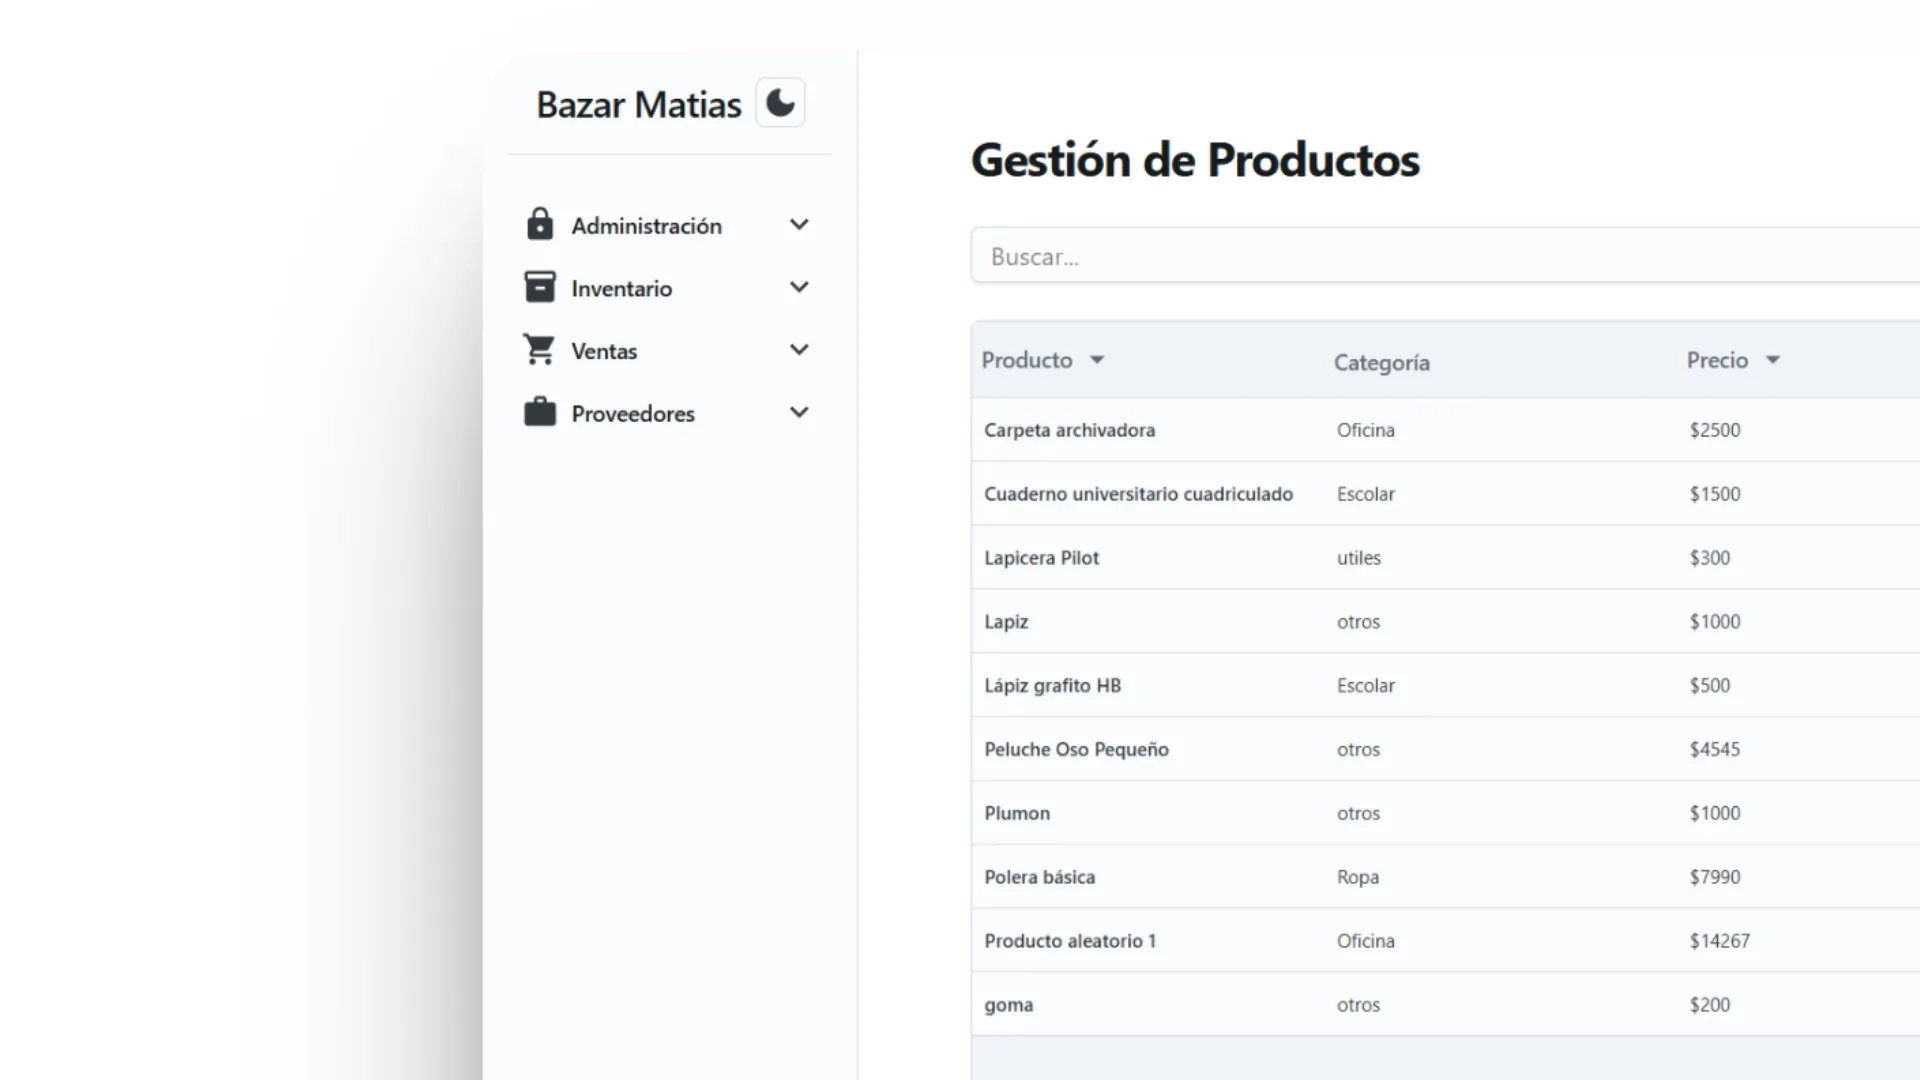 Bazar Matias
Administración
Inventario
Ventas
Proveedores
Gestión de Productos
Buscar...
Producto Categoría Precio
Carpeta archivadora Oficina $2500
Cuaderno universitario cuadriculado Escolar $1500
Lapicera Pilot utiles $300
Lapiz otros $1000
Lápiz grafito HB Escolar $500
Peluche Oso Pequeño otros $4545
Plumon otros $1000
Polera básica Ropa $7990
Producto aleatorio 1 Oficina $14267
goma otros $200